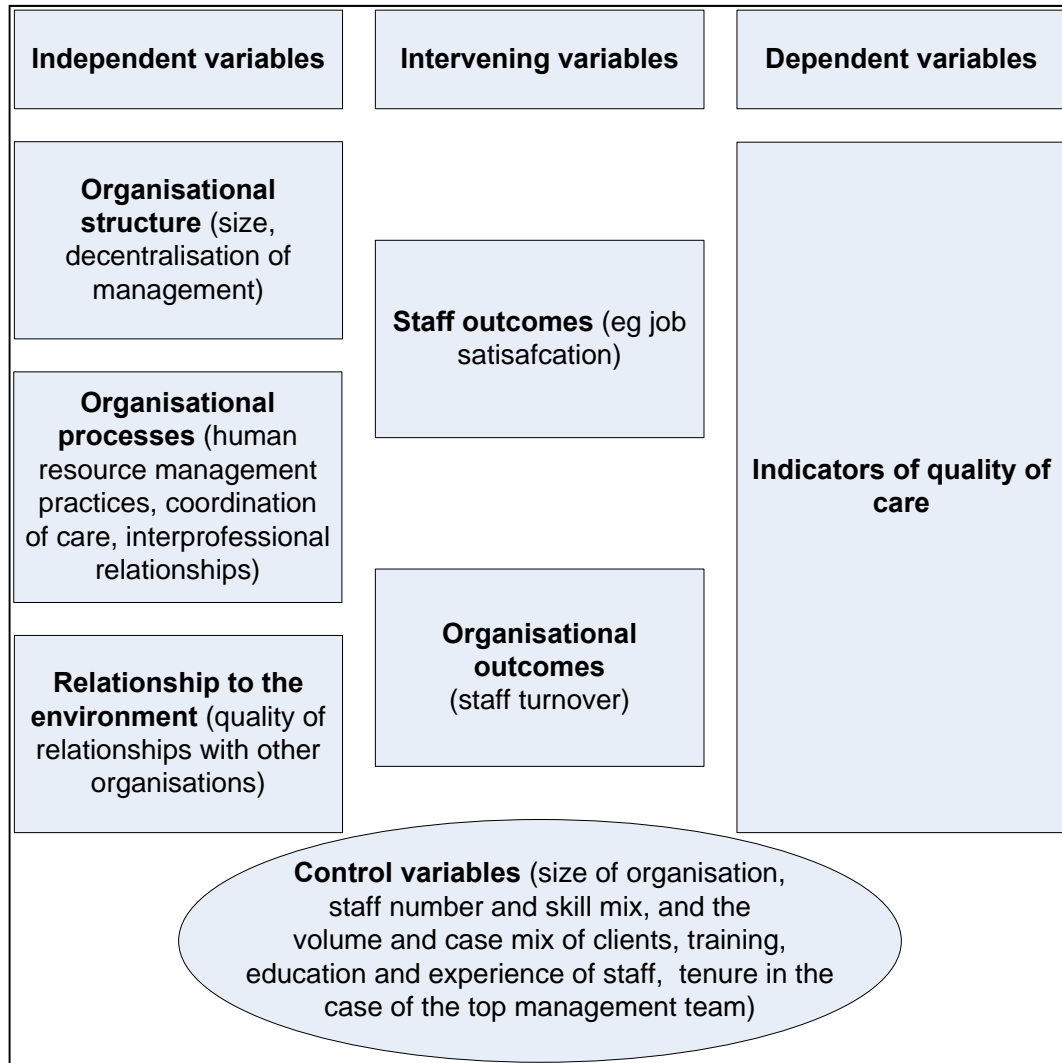 Independent variables
Intervening variables
Dependent variables
Organisational
structure (size,
decentralisation of
management)
Organisational
processes (human
resource management
practices, coordination
of care, interprofessional
relationships)
Relationship to the
environment (quality of
relationships with other
organisations)
Staff outcomes (eg job
satisafcation)
Organisational
outcomes
(staff turnover)
Indicators of quality of
care
Control variables (size of organisation,
staff number and skill mix, and the
volume and case mix of clients, training,
education and experience of staff, tenure in the
case of the top management team)